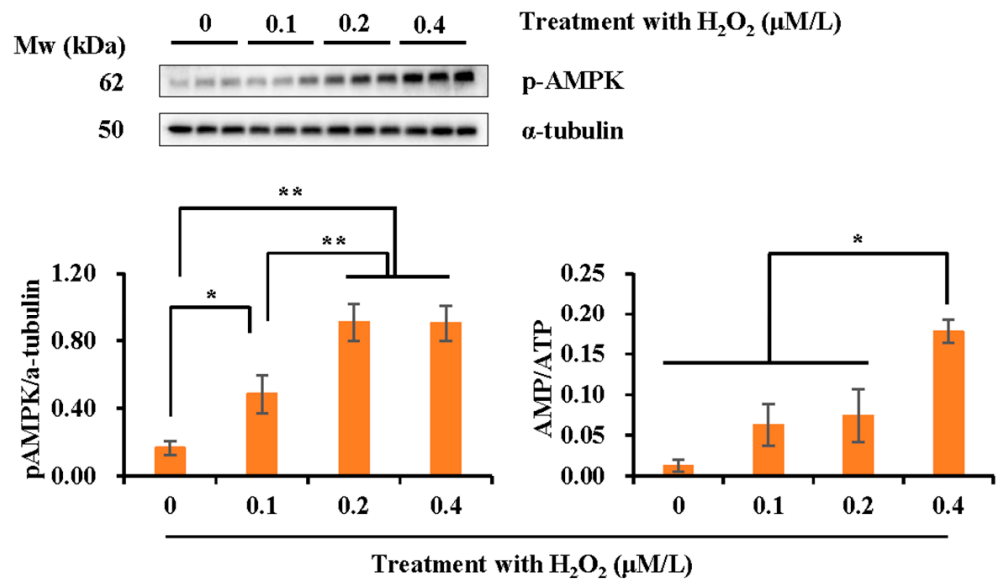 0 0.1 0.2 0.4 Treatment with H₂O₂ (μM/L)
Mw (kDa)
62 p-AMPK
50 α-tubulin
**
**
*
pAMPK/a-tubulin
1.20
0.80
0.40
0.00
0 0.1 0.2 0.4
*
AMP/ATP
0.25
0.20
0.15
0.10
0.05
0.00
0 0.1 0.2 0.4
Treatment with H₂O₂ (μM/L)